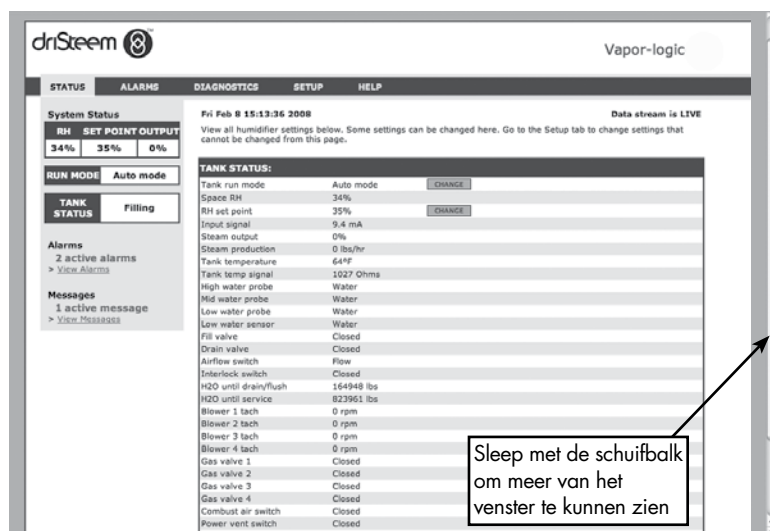 driSteem
Vapor-logic
STATUS ALARMS DIAGNOSTICS SETUP HELP
System Status
RH SET POINT OUTPUT
34% 35% 0%
RUN MODE Auto mode
TANK STATUS Filling
Alarms
2 active alarms
> View Alarms
Messages
1 active message
> View Messages
Fri Feb 8 15:13:36 2008 Data stream is LIVE
View all humidifier settings below. Some settings can be changed here. Go to the Setup tab to change settings that
cannot be changed from this page.
TANK STATUS:
Tank run mode Auto mode CHANGE
Space RH 34%
RH set point 35% CHANGE
Input signal 9.4 mA
Steam output 0%
Steam production 0 lbs/hr
Tank temperature 64°F
Tank temp signal 1027 Ohms
High water probe Water
Mid water probe Water
Low water probe Water
Low water sensor Water
Fill valve Closed
Drain valve Closed
Airflow switch Flow
Interlock switch Closed
H2O until drain/flush 164948 lbs
H2O until service 823961 lbs
Blower 1 tach 0 rpm
Blower 2 tach 0 rpm
Blower 3 tach 0 rpm
Blower 4 tach 0 rpm
Gas valve 1 Closed
Gas valve 2 Closed
Gas valve 3 Closed
Gas valve 4 Closed
Combust air switch Closed
Power vent switch Closed
Sleep met de schuifbalk
om meer van het
venster te kunnen zien